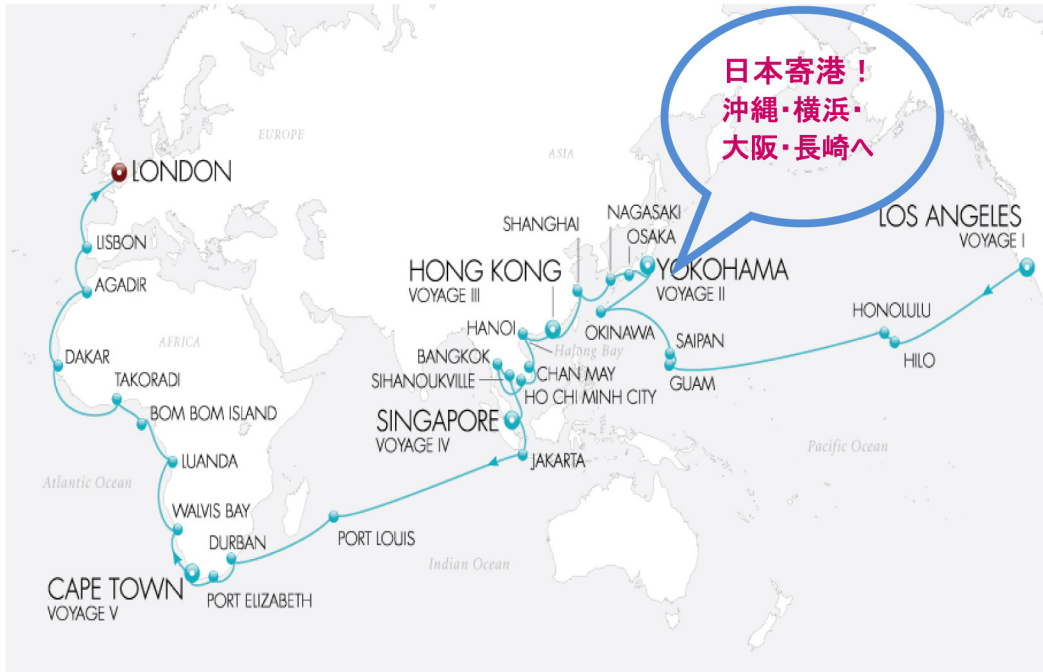 日本寄港！
沖縄・横浜・
大阪・長崎へ
EUROPE
ASIA
LONDON
LISBON
AGADIR
AFRICA
DAKAR
TAKORADI
BOM BOM ISLAND
LUANDA
Atlantic Ocean
WALVIS BAY
DURBAN
CAPE TOWN
VOYAGE V
PORT ELIZABETH
PORT LOUIS
Indian Ocean
JAKARTA
SINGAPORE
VOYAGE IV
SIHANOUKVILLE
BANGKOK
HO CHI MINH CITY
CHAN MAY
Halong Bay
HANOI
HONG KONG
VOYAGE III
SHANGHAI
NAGASAKI
OSAKA
YOKOHAMA
VOYAGE II
OKINAWA
SAIPAN
GUAM
HONOLULU
HILO
LOS ANGELES
VOYAGE I
Pacific Ocean